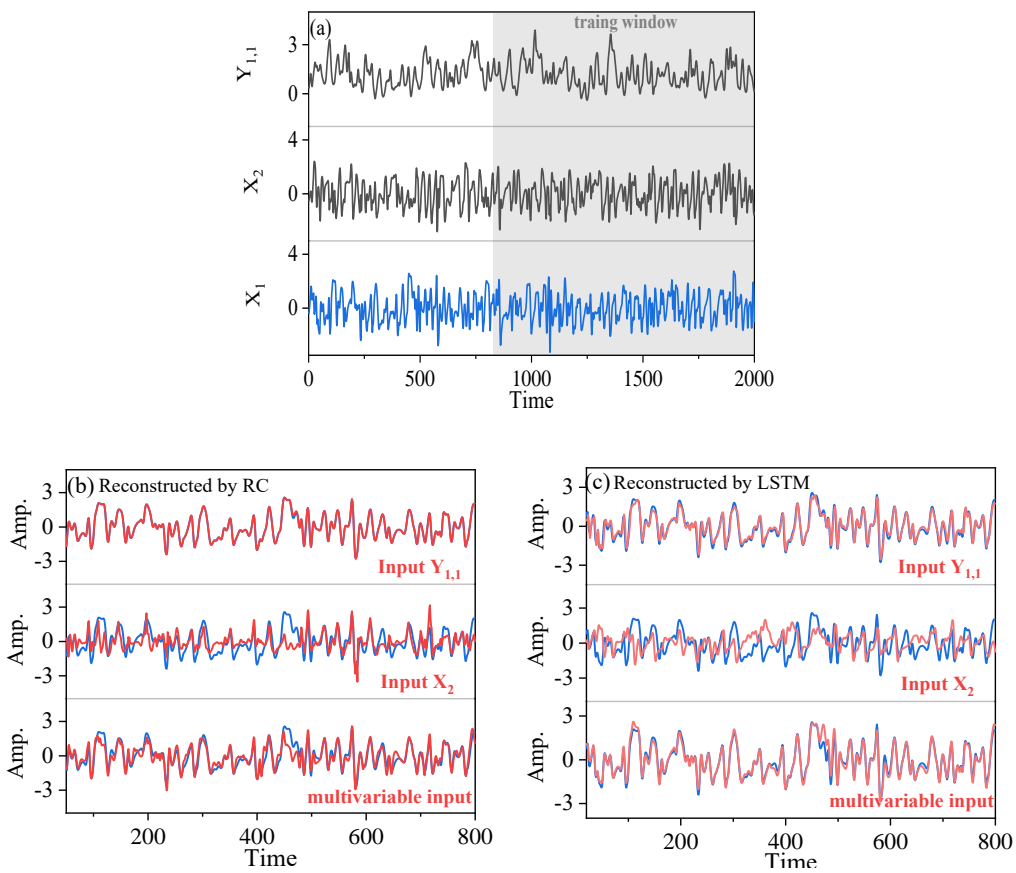 (a)
traing window
Y1,1
3
0
X2
4
0
X1
4
0
0 500 1000 1500 2000
Time
(b) Reconstructed by RC
Amp.
3
0
-3
Input Y1,1
Amp.
3
0
-3
Input X2
Amp.
3
0
-3
multivariable input
200 400 600 800
Time
(c) Reconstructed by LSTM
Amp.
3
0
-3
Input Y1,1
Amp.
3
0
-3
Input X2
Amp.
3
0
-3
multivariable input
200 400 600 800
Time